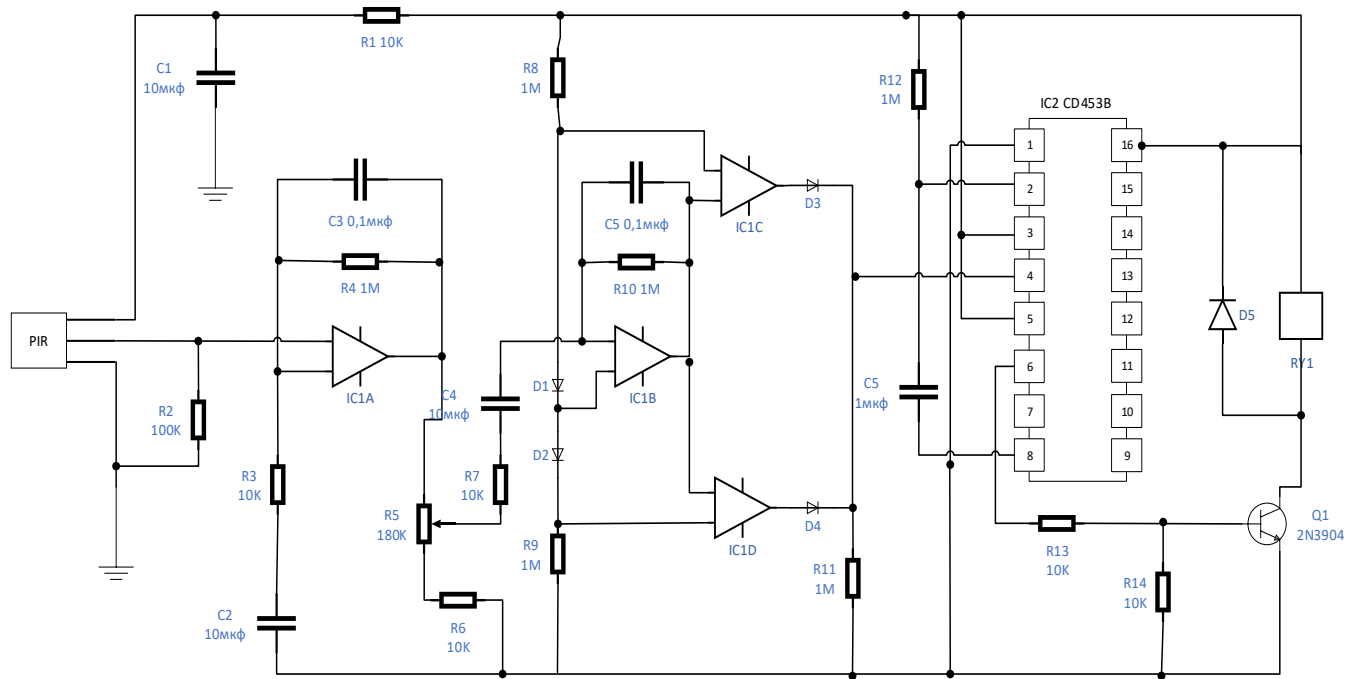 R1 10K
C1
10мкф
R8
1M
R12
1M
IC2 CD453B
1
16
2
15
3
14
4
13
5
12
6
11
7
10
8
9
C3 0,1мкф
R4 1M
C5 0,1мкф
R10 1M
IC1C
D3
PIR
IC1A
R2
100K
R3
10K
C4
10мкф
D1
IC1B
D2
R7
10K
R5
180K
R9
1M
IC1D
D4
C5
1мкф
D5
RY1
Q1
2N3904
R13
10K
R14
10K
R11
1M
C2
10мкф
R6
10K